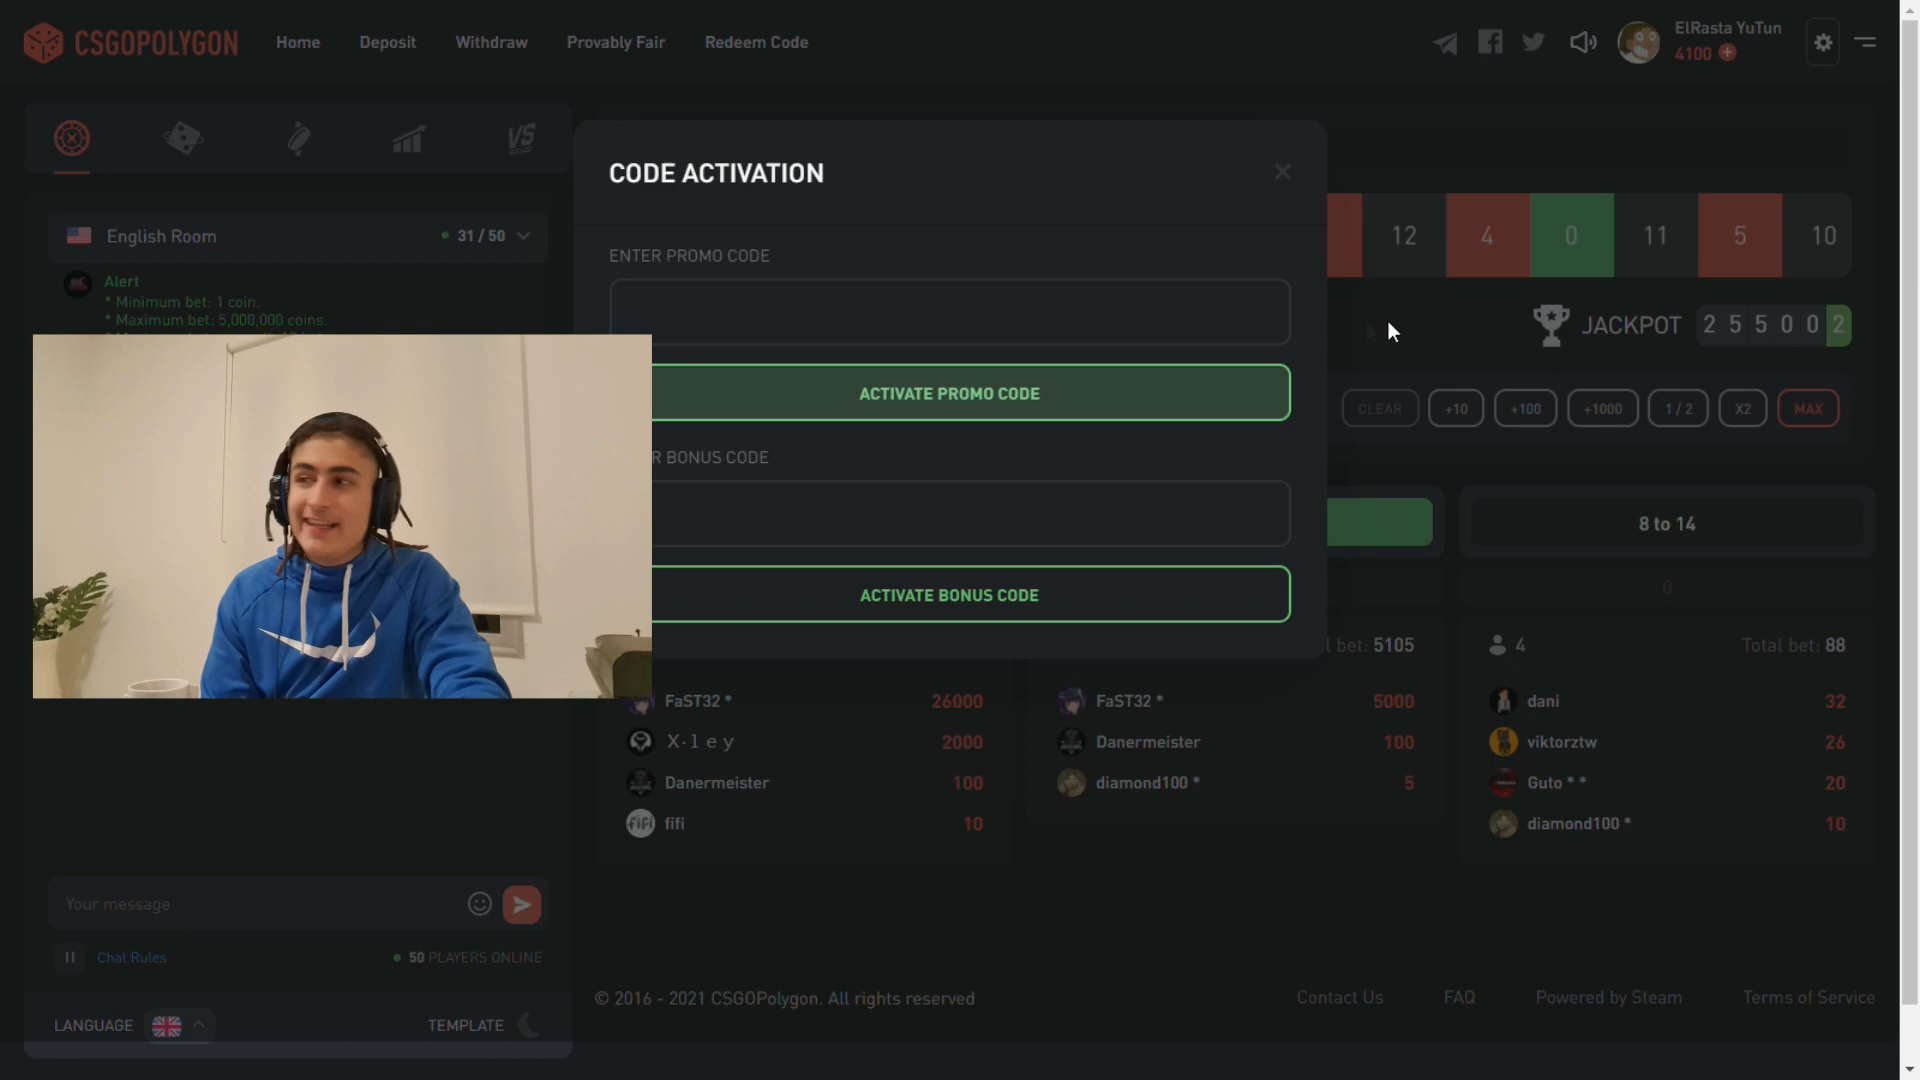 CSGOPOLYGON
Home
Deposit
Withdraw
Provably Fair
Redeem Code
ElRasta YuTun
4100
VS
English Room
31 / 50
Alert
* Minimum bet: 1 coin.
* Maximum bet: 5,000,000 coins.
CODE ACTIVATION
ENTER PROMO CODE
ACTIVATE PROMO CODE
R BONUS CODE
ACTIVATE BONUS CODE
12 4 0 11 5 10
JACKPOT 2 5 5 0 0 2
CLEAR +10 +100 +1000 1 / 2 X2 MAX
8 to 14
0
l bet: 5105
4 Total bet: 88
FaST32 * 26000
X·ley 2000
Danermeister 100
fifi 10
FaST32 * 5000
Danermeister 100
diamond100 * 5
dani 32
viktorztw 26
Guto * * 20
diamond100 * 10
Your message
Chat Rules
50 PLAYERS ONLINE
LANGUAGE
TEMPLATE
© 2016 - 2021 CSGOPolygon. All rights reserved
Contact Us
FAQ
Powered by Steam
Terms of Service